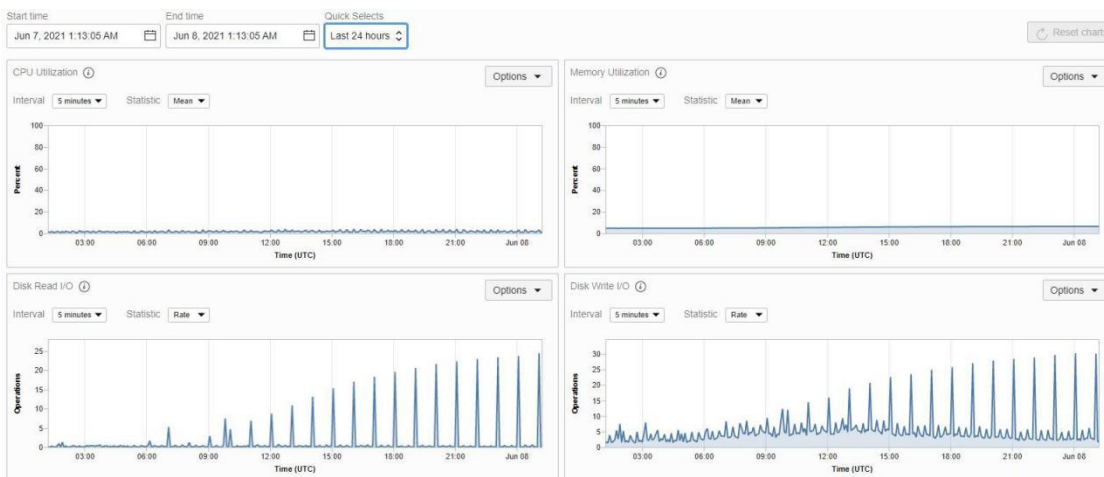 Start time End time Quick Selects
Jun 7, 2021 1:13:05 AM Jun 8, 2021 1:13:05 AM Last 24 hours Reset chart
CPU Utilization Options
Interval 5 minutes Statistic Mean
100
80
60
40
20
0
Percent
03:00 06:00 09:00 12:00 15:00 18:00 21:00 Jun 08
Time (UTC)
Memory Utilization Options
Interval 5 minutes Statistic Mean
100
80
60
40
20
0
Percent
03:00 06:00 09:00 12:00 15:00 18:00 21:00 Jun 08
Time (UTC)
Disk Read I/O Options
Interval 5 minutes Statistic Rate
25
20
15
10
5
0
Operations
03:00 06:00 09:00 12:00 15:00 18:00 21:00 Jun 08
Time (UTC)
Disk Write I/O Options
Interval 5 minutes Statistic Rate
30
25
20
15
10
5
0
Operations
03:00 06:00 09:00 12:00 15:00 18:00 21:00 Jun 08
Time (UTC)